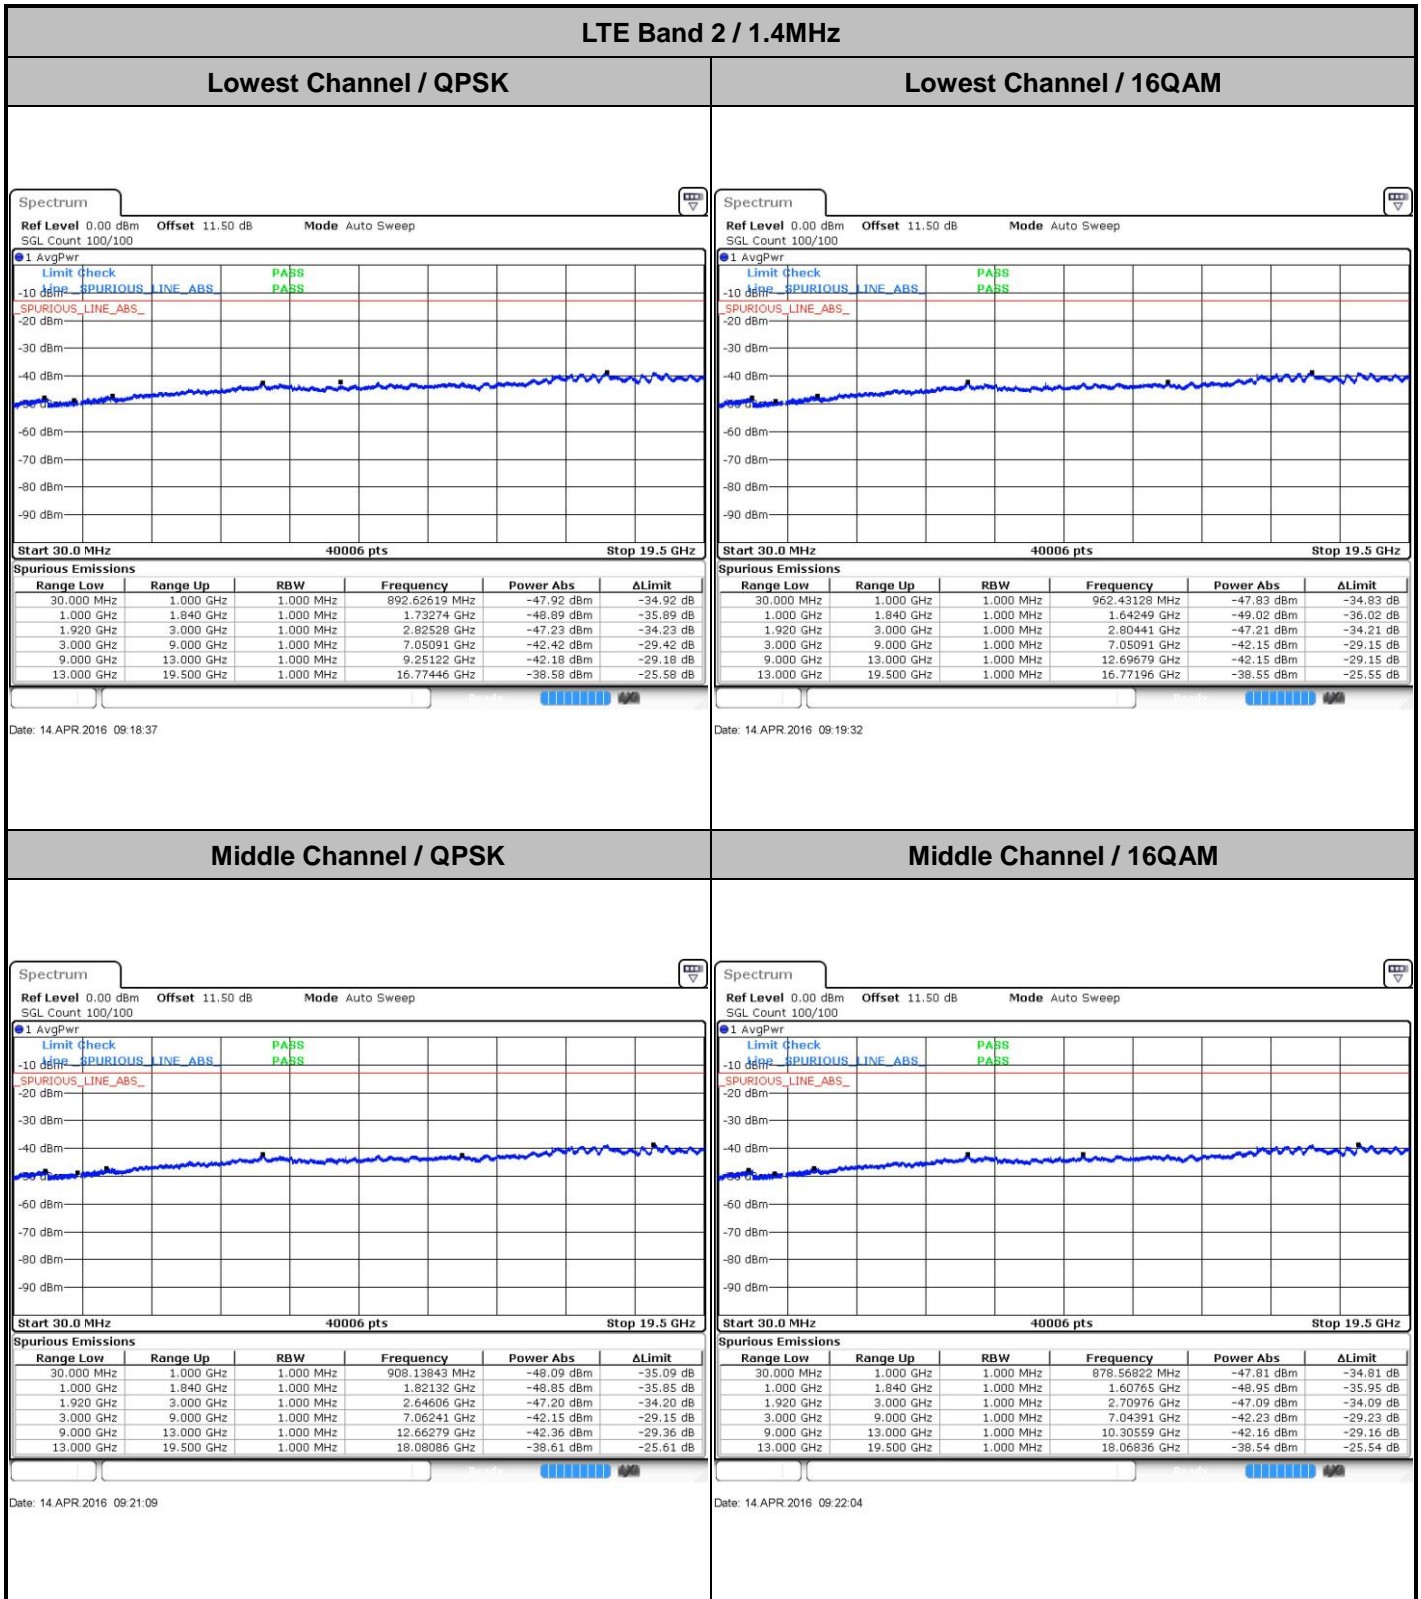 LTE Band 2 / 1.4MHz
Lowest Channel / QPSK
Lowest Channel / 16QAM
Spectrum
Ref Level 0.00 dBm Offset 11.50 dB Mode Auto Sweep
SGL Count 100/100
1 AvgPwr
Limit Check PASS
Line _SPURIOUS_LINE_ABS_ PASS
-10 dBm
_SPURIOUS_LINE_ABS_
-20 dBm
-30 dBm
-40 dBm
-60 dBm
-70 dBm
-80 dBm
-90 dBm
Start 30.0 MHz 40006 pts Stop 19.5 GHz
Spurious Emissions
Range Low Range Up RBW Frequency Power Abs ΔLimit
30.000 MHz 1.000 GHz 1.000 MHz 892.62619 MHz -47.92 dBm -34.92 dB
1.000 GHz 1.840 GHz 1.000 MHz 1.73274 GHz -48.89 dBm -35.89 dB
1.920 GHz 3.000 GHz 1.000 MHz 2.82528 GHz -47.23 dBm -34.23 dB
3.000 GHz 9.000 GHz 1.000 MHz 7.05091 GHz -42.42 dBm -29.42 dB
9.000 GHz 13.000 GHz 1.000 MHz 9.25122 GHz -42.18 dBm -29.18 dB
13.000 GHz 19.500 GHz 1.000 MHz 16.77446 GHz -38.58 dBm -25.58 dB
Date: 14.APR.2016 09:18:37
Spectrum
Ref Level 0.00 dBm Offset 11.50 dB Mode Auto Sweep
SGL Count 100/100
1 AvgPwr
Limit Check PASS
Line _SPURIOUS_LINE_ABS_ PASS
-10 dBm
_SPURIOUS_LINE_ABS_
-20 dBm
-30 dBm
-40 dBm
-60 dBm
-70 dBm
-80 dBm
-90 dBm
Start 30.0 MHz 40006 pts Stop 19.5 GHz
Spurious Emissions
Range Low Range Up RBW Frequency Power Abs ΔLimit
30.000 MHz 1.000 GHz 1.000 MHz 962.43128 MHz -47.83 dBm -34.83 dB
1.000 GHz 1.840 GHz 1.000 MHz 1.64249 GHz -49.02 dBm -36.02 dB
1.920 GHz 3.000 GHz 1.000 MHz 2.80441 GHz -47.21 dBm -34.21 dB
3.000 GHz 9.000 GHz 1.000 MHz 7.05091 GHz -42.15 dBm -29.15 dB
9.000 GHz 13.000 GHz 1.000 MHz 12.69679 GHz -42.15 dBm -29.15 dB
13.000 GHz 19.500 GHz 1.000 MHz 16.77196 GHz -38.55 dBm -25.55 dB
Date: 14.APR.2016 09:19:32
Middle Channel / QPSK
Middle Channel / 16QAM
Spectrum
Ref Level 0.00 dBm Offset 11.50 dB Mode Auto Sweep
SGL Count 100/100
1 AvgPwr
Limit Check PASS
Line _SPURIOUS_LINE_ABS_ PASS
-10 dBm
_SPURIOUS_LINE_ABS_
-20 dBm
-30 dBm
-40 dBm
-60 dBm
-70 dBm
-80 dBm
-90 dBm
Start 30.0 MHz 40006 pts Stop 19.5 GHz
Spurious Emissions
Range Low Range Up RBW Frequency Power Abs ΔLimit
30.000 MHz 1.000 GHz 1.000 MHz 908.13843 MHz -48.09 dBm -35.09 dB
1.000 GHz 1.840 GHz 1.000 MHz 1.82132 GHz -48.85 dBm -35.85 dB
1.920 GHz 3.000 GHz 1.000 MHz 2.64606 GHz -47.20 dBm -34.20 dB
3.000 GHz 9.000 GHz 1.000 MHz 7.06241 GHz -42.15 dBm -29.15 dB
9.000 GHz 13.000 GHz 1.000 MHz 12.66279 GHz -42.36 dBm -29.36 dB
13.000 GHz 19.500 GHz 1.000 MHz 18.08086 GHz -38.61 dBm -25.61 dB
Date: 14.APR.2016 09:21:09
Spectrum
Ref Level 0.00 dBm Offset 11.50 dB Mode Auto Sweep
SGL Count 100/100
1 AvgPwr
Limit Check PASS
Line _SPURIOUS_LINE_ABS_ PASS
-10 dBm
_SPURIOUS_LINE_ABS_
-20 dBm
-30 dBm
-40 dBm
-60 dBm
-70 dBm
-80 dBm
-90 dBm
Start 30.0 MHz 40006 pts Stop 19.5 GHz
Spurious Emissions
Range Low Range Up RBW Frequency Power Abs ΔLimit
30.000 MHz 1.000 GHz 1.000 MHz 878.56822 MHz -47.81 dBm -34.81 dB
1.000 GHz 1.840 GHz 1.000 MHz 1.60765 GHz -48.95 dBm -35.95 dB
1.920 GHz 3.000 GHz 1.000 MHz 2.70976 GHz -47.09 dBm -34.09 dB
3.000 GHz 9.000 GHz 1.000 MHz 7.04391 GHz -42.23 dBm -29.23 dB
9.000 GHz 13.000 GHz 1.000 MHz 10.30559 GHz -42.16 dBm -29.16 dB
13.000 GHz 19.500 GHz 1.000 MHz 18.06836 GHz -38.54 dBm -25.54 dB
Date: 14.APR.2016 09:22:04